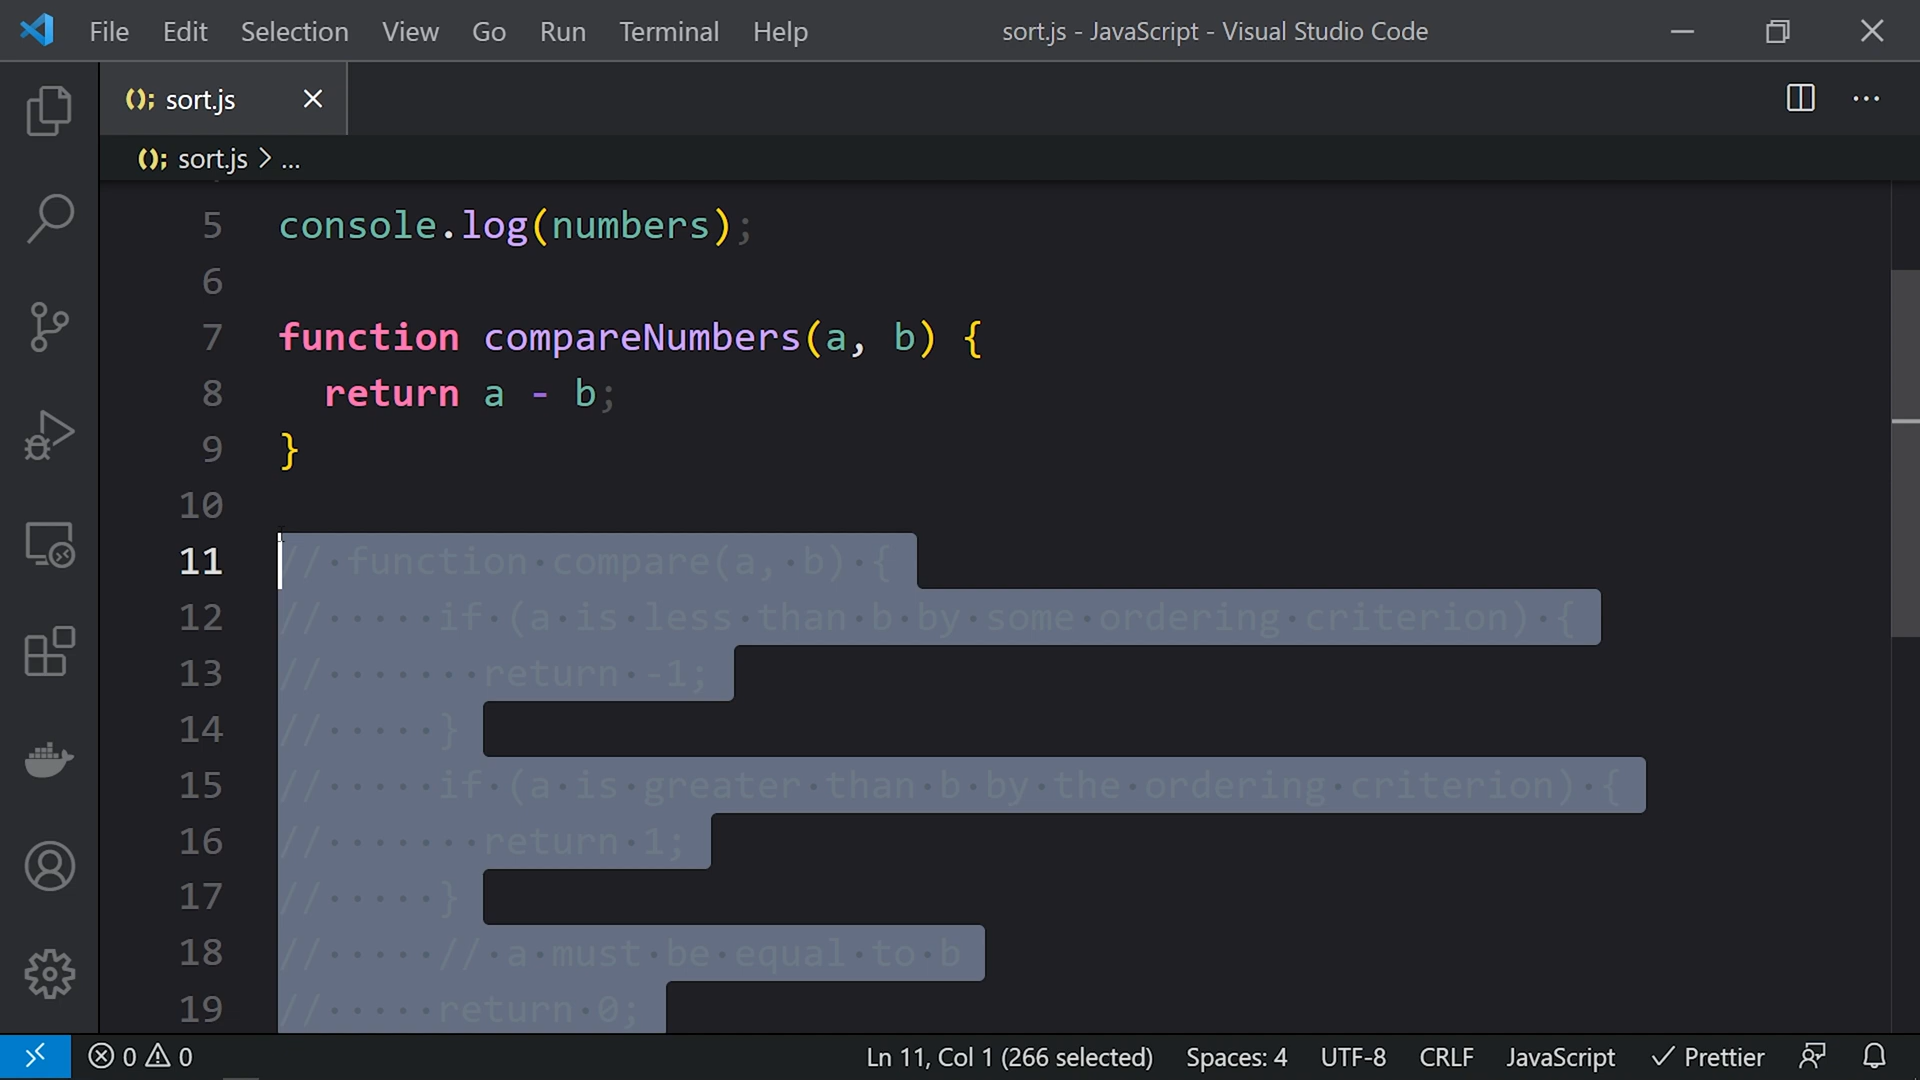 File Edit Selection View Go Run Terminal Help sort.js - JavaScript - Visual Studio Code
(); sort.js
(); sort.js > ...
5 console.log(numbers);
6
7 function compareNumbers(a, b) {
8 return a - b;
9 }
10
11 // function compare(a, b) {
12 // if (a is less than b by some ordering criterion) {
13 // return -1;
14 // }
15 // if (a is greater than b by the ordering criterion) {
16 // return 1;
17 // }
18 // // a must be equal to b
19 // return 0;
0 0 Ln 11, Col 1 (266 selected) Spaces: 4 UTF-8 CRLF JavaScript Prettier